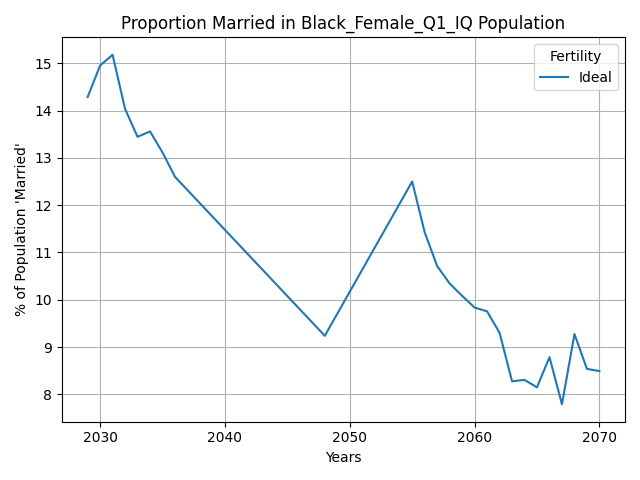 Proportion Married in Black_Female_Q1_IQ Population
% of Population 'Married'
15
14
13
12
11
10
9
8
Fertility
Ideal
2030 2040 2050 2060 2070
Years